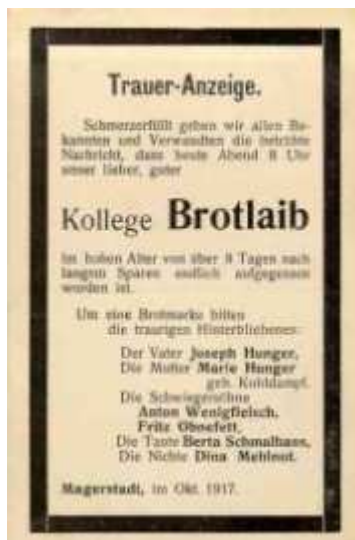 Trauer-Anzeige.
Schmerzerfüllt geben wir allen Be-
kannten und Verwandten die betrübte
Nachricht, dass heute Abend 8 Uhr
unser lieber, guter
Kollege Brotlaib
im hohen Alter von über 8 Tagen nach
langem Sparen endlich aufgegessen
worden ist.
Um eine Brotmarke bitten
die traurigen Hinterbliebenen:
Der Vater Joseph Hunger,
Die Mutter Marie Hunger
geb. Kohldampf.
Die Schwiegersöhne
Anton Wenigfleisch,
Fritz Ohnefett,
Die Tante Berta Schmalhans,
Die Nichte Dina Mehlnot.
Magerstadt, im Okt. 1917.